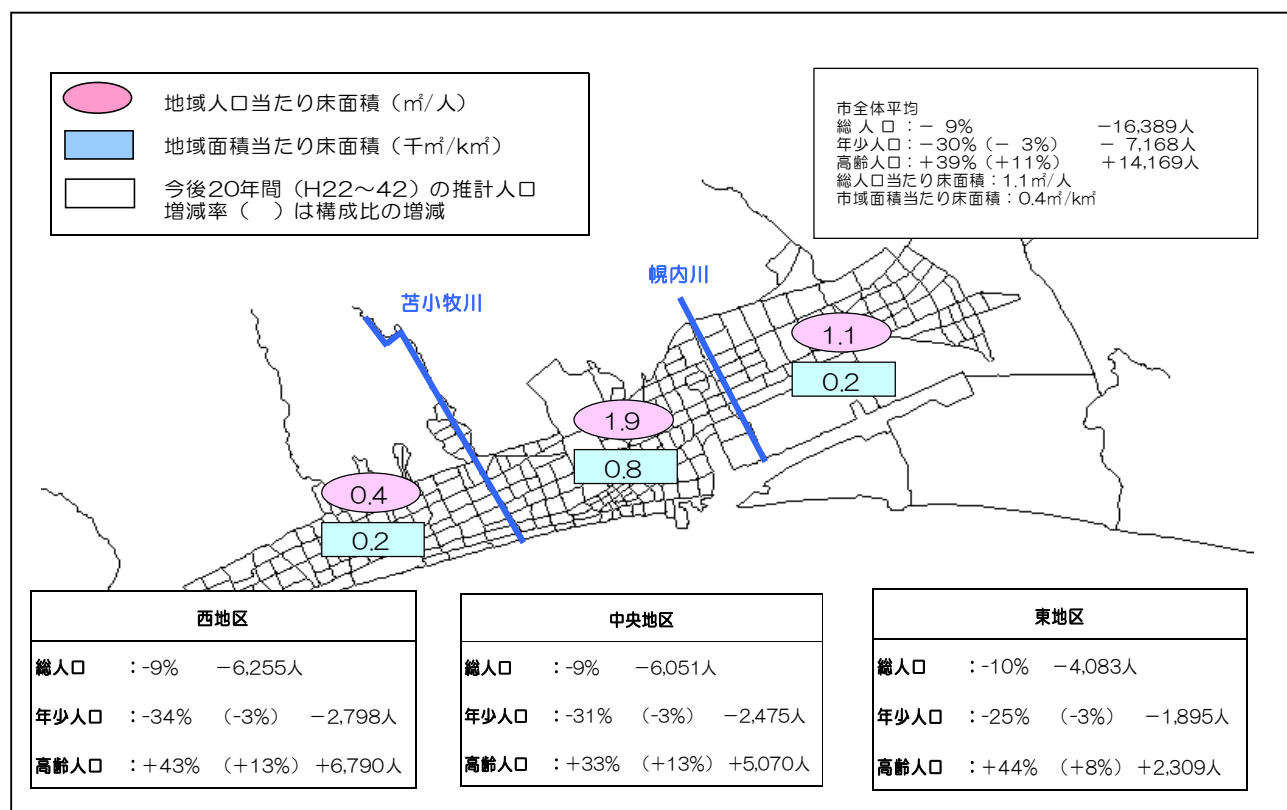 地域人口当たり床面積（㎡/人）
地域面積当たり床面積（千㎡/k㎡）
今後20年間（H22～42）の推計人口
増減率（　）は構成比の増減
市全体平均
総 人 口 ：－ 9%　－16,389人
年少人口：－30%（－ 3%）　－ 7,168人
高齢人口：＋39%（＋11%）　＋14,169人
総人口当たり床面積：1.1㎡/人
市域面積当たり床面積：0.4㎡/k㎡
幌内川
苫小牧川
1.1
0.2
1.9
0.8
0.4
0.2
西地区
総人口　：-9%　－6,255人
年少人口　：-34%　（-3%）　－2,798人
高齢人口　：＋43%　（＋13%）　＋6,790人
中央地区
総人口　：-9%　－6,051人
年少人口　：-31%　（-3%）　－2,475人
高齢人口　：＋33%　（＋13%）　＋5,070人
東地区
総人口　：-10%　－4,083人
年少人口　：-25%　（-3%）　－1,895人
高齢人口　：＋44%　（＋8%）　＋2,309人